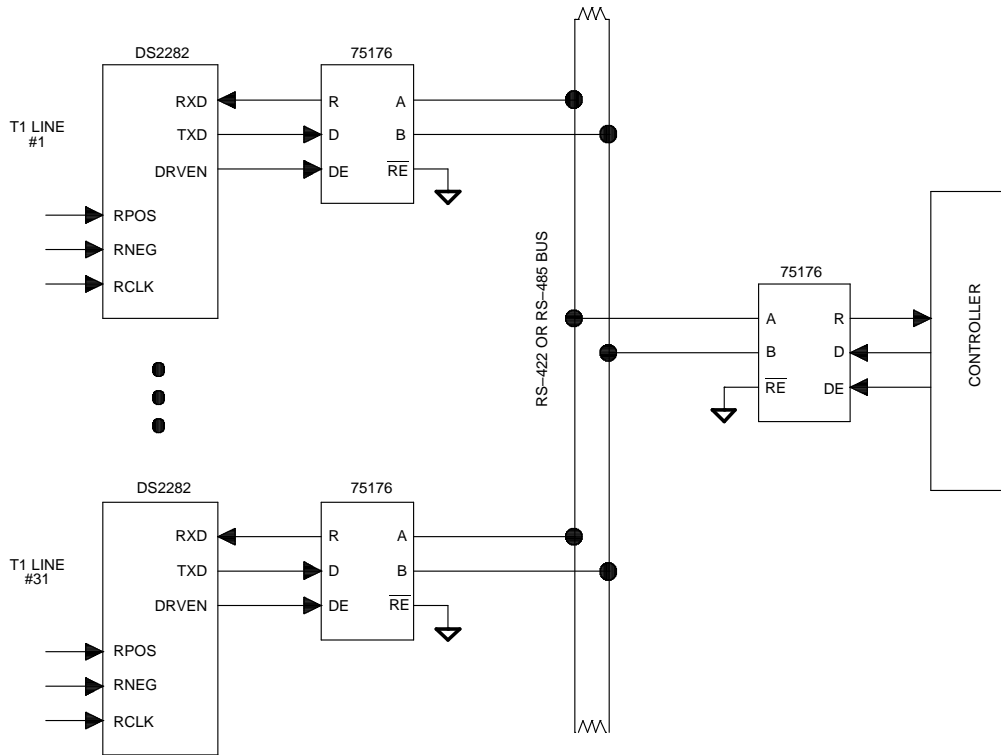 DS2282
75176
RXD
R
A
T1 LINE
#1
TXD
D
B
DRVEN
DE
RE
RPOS
RNEG
RCLK
RS–422 OR RS–485 BUS
75176
A
R
B
D
RE
DE
CONTROLLER
DS2282
75176
RXD
R
A
T1 LINE
#31
TXD
D
B
DRVEN
DE
RE
RPOS
RNEG
RCLK